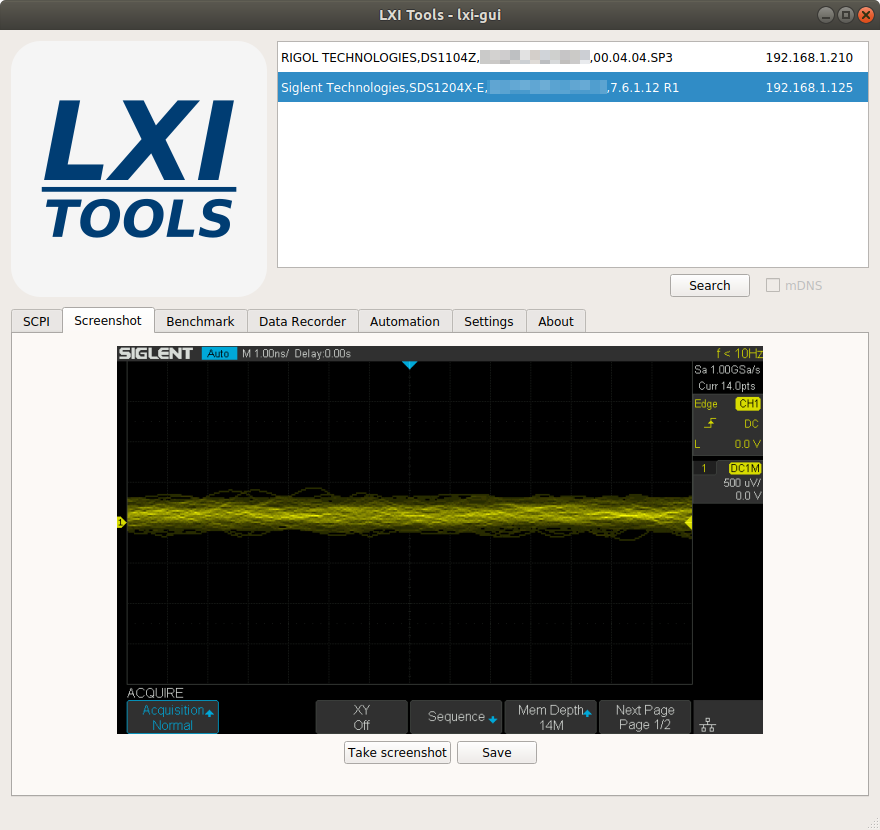 LXI Tools - lxi-gui
LXI
TOOLS
RIGOL TECHNOLOGIES,DS1104Z, ,00.04.04.SP3 192.168.1.210
Siglent Technologies,SDS1204X-E, ,7.6.1.12 R1 192.168.1.125
Search mDNS
SCPI Screenshot Benchmark Data Recorder Automation Settings About
SIGLENT Auto M 1.00ns/ Delay:0.00s f < 10Hz
Sa 1.00GSa/s
Curr 14.0pts
Edge CH1
DC
L 0.0 V
1 DC1M
500 uV/
0.0 V
1
ACQUIRE
Acquisition
Normal
XY
Off
Sequence
Mem Depth
14M
Next Page
Page 1/2
Take screenshot Save